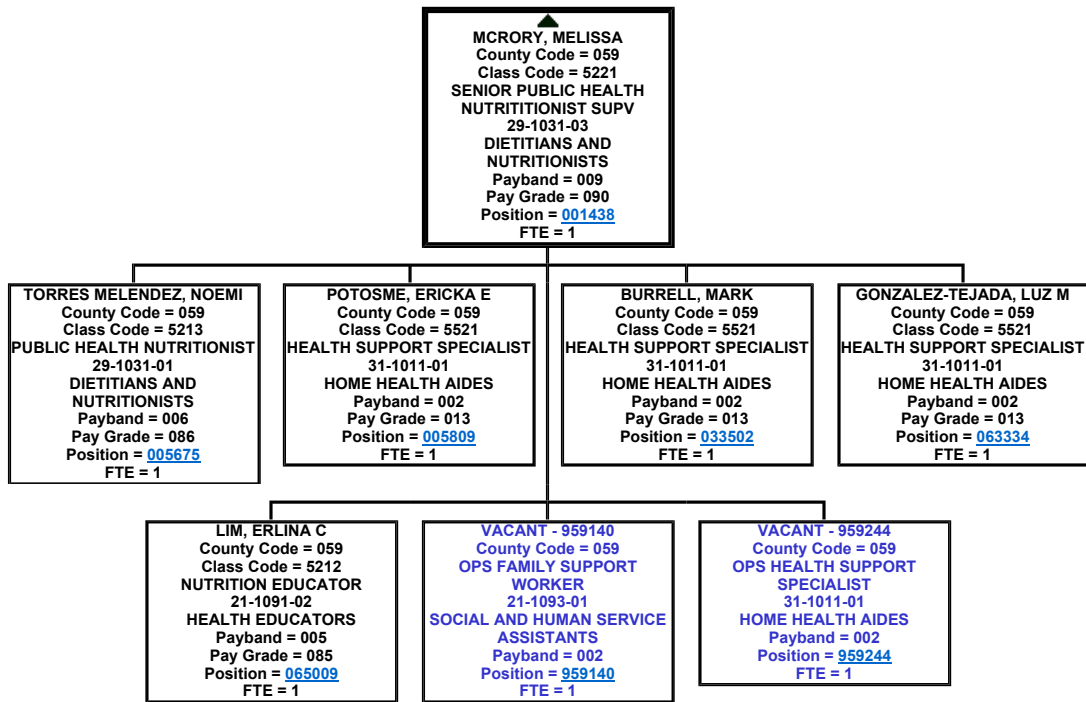 MCRORY, MELISSA
County Code = 059
Class Code = 5221
SENIOR PUBLIC HEALTH
NUTRITITIONIST SUPV
29-1031-03
DIETITIANS AND
NUTRITIONISTS
Payband = 009
Pay Grade = 090
Position = 001438
FTE = 1
TORRES MELENDEZ, NOEMI
County Code = 059
Class Code = 5213
PUBLIC HEALTH NUTRITIONIST
29-1031-01
DIETITIANS AND
NUTRITIONISTS
Payband = 006
Pay Grade = 086
Position = 005675
FTE = 1
POTOSME, ERICKA E
County Code = 059
Class Code = 5521
HEALTH SUPPORT SPECIALIST
31-1011-01
HOME HEALTH AIDES
Payband = 002
Pay Grade = 013
Position = 005809
FTE = 1
BURRELL, MARK
County Code = 059
Class Code = 5521
HEALTH SUPPORT SPECIALIST
31-1011-01
HOME HEALTH AIDES
Payband = 002
Pay Grade = 013
Position = 033502
FTE = 1
GONZALEZ-TEJADA, LUZ M
County Code = 059
Class Code = 5521
HEALTH SUPPORT SPECIALIST
31-1011-01
HOME HEALTH AIDES
Payband = 002
Pay Grade = 013
Position = 063334
FTE = 1
LIM, ERLINA C
County Code = 059
Class Code = 5212
NUTRITION EDUCATOR
21-1091-02
HEALTH EDUCATORS
Payband = 005
Pay Grade = 085
Position = 065009
FTE = 1
VACANT - 959140
County Code = 059
OPS FAMILY SUPPORT
WORKER
21-1093-01
SOCIAL AND HUMAN SERVICE
ASSISTANTS
Payband = 002
Position = 959140
FTE = 1
VACANT - 959244
County Code = 059
OPS HEALTH SUPPORT
SPECIALIST
31-1011-01
HOME HEALTH AIDES
Payband = 002
Position = 959244
FTE = 1